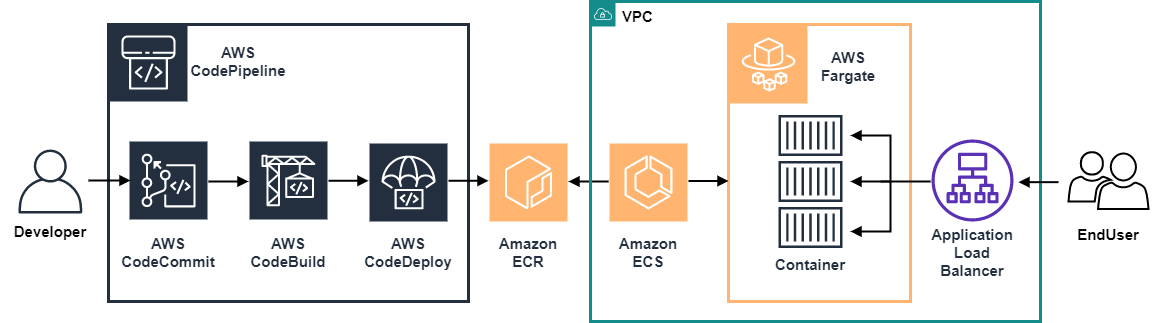 VPC
AWS
CodePipeline
AWS
Fargate
Developer
AWS
CodeCommit
AWS
CodeBuild
AWS
CodeDeploy
Amazon
ECR
Amazon
ECS
Container
Application
Load
Balancer
EndUser